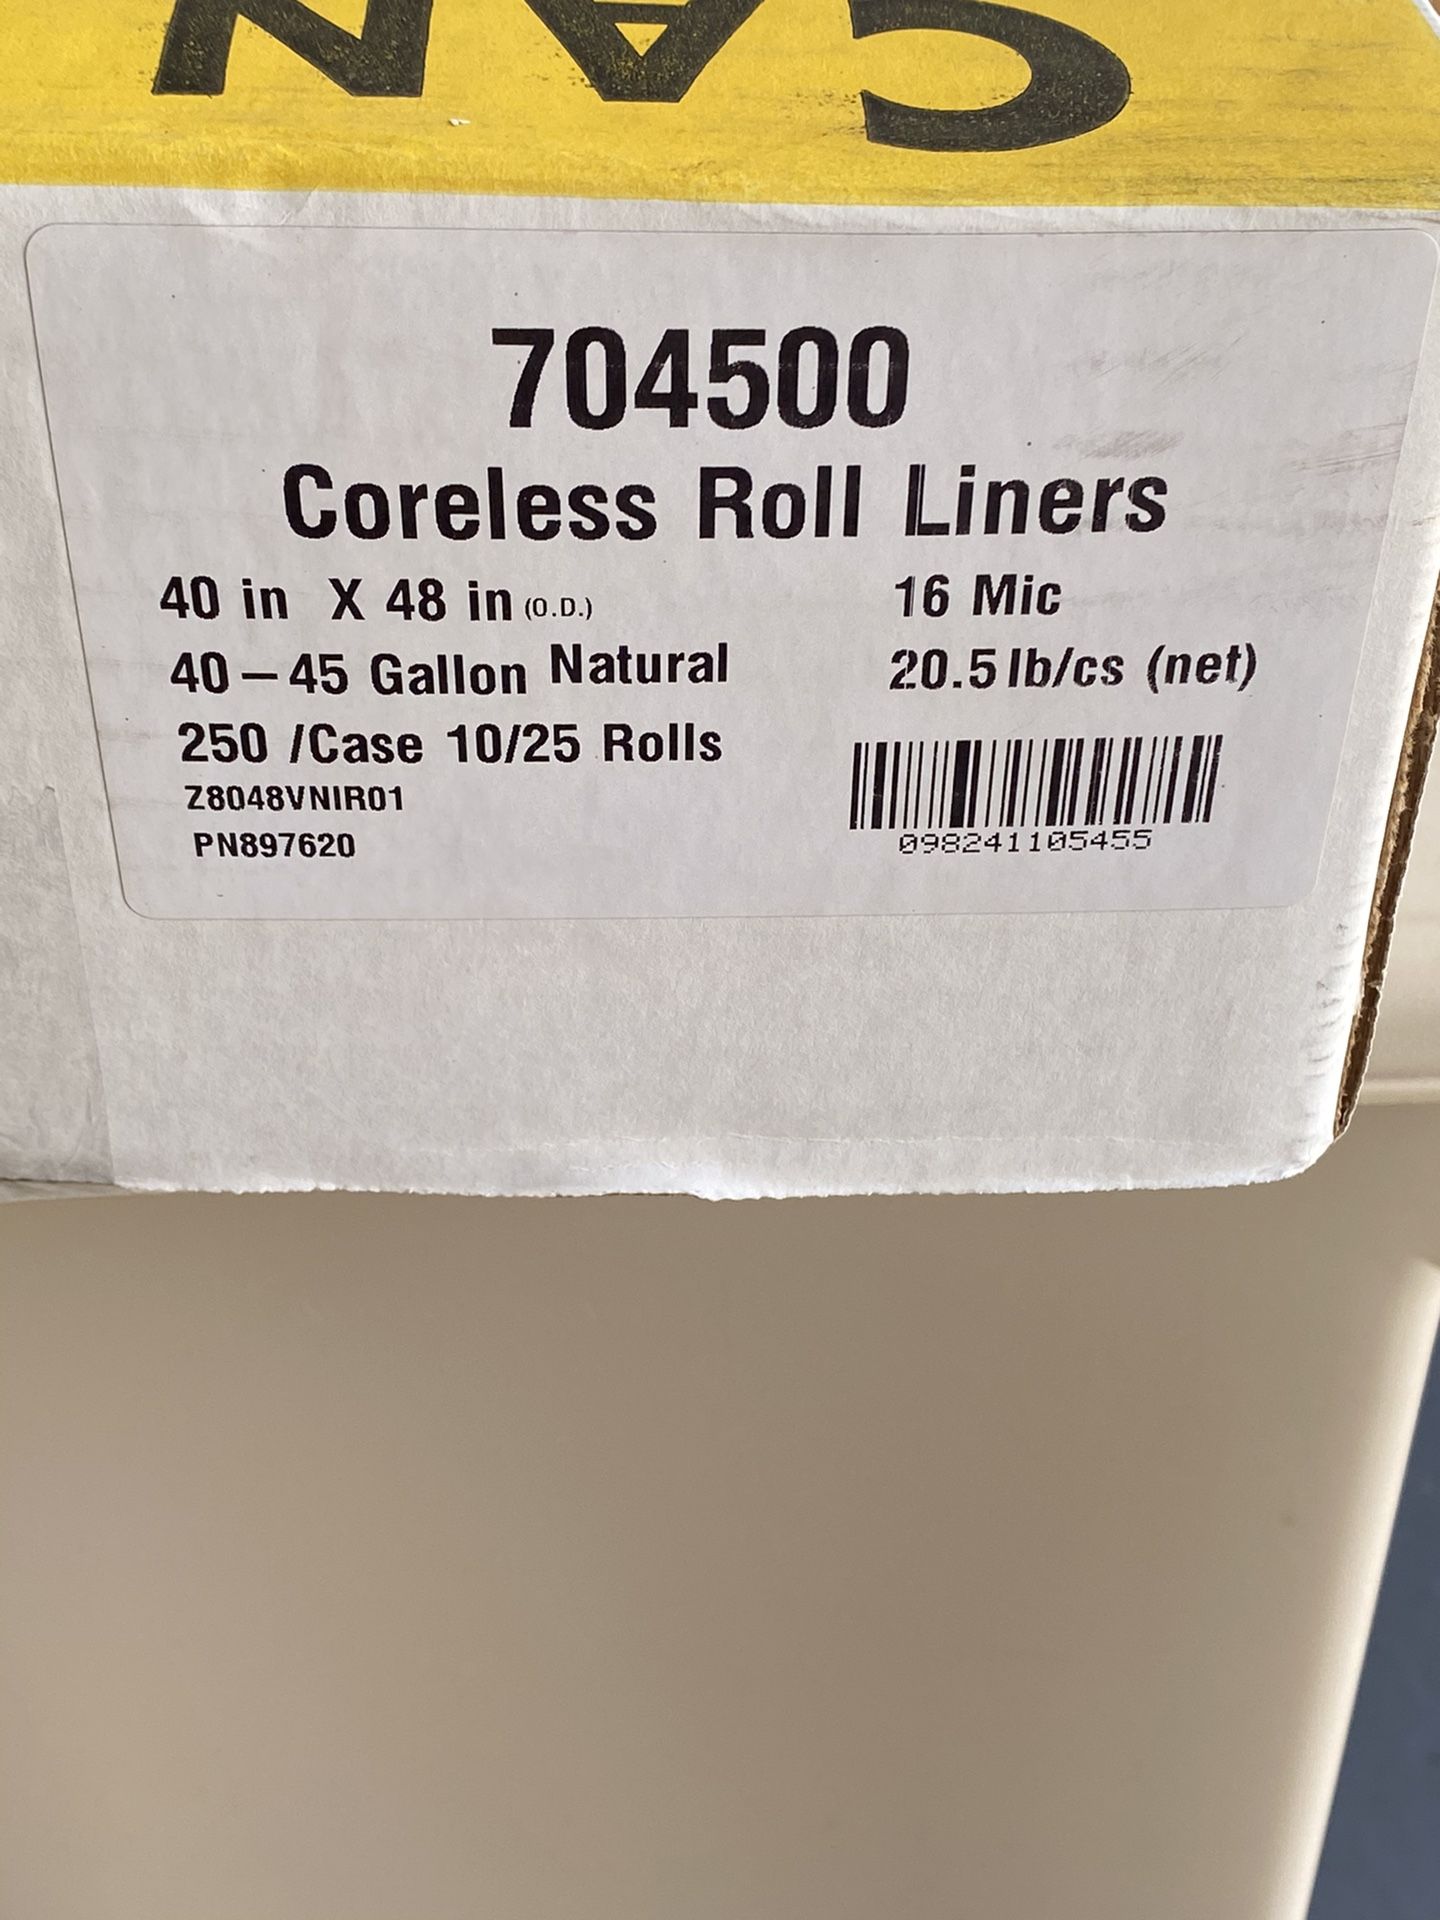 CAN
704500
Coreless Roll Liners
40 in X 48 in (O.D.) 16 Mic
40-45 Gallon Natural 20.5 lb/cs (net)
250 /Case 10/25 Rolls
Z8048VNIR01
PN897620
098241105455